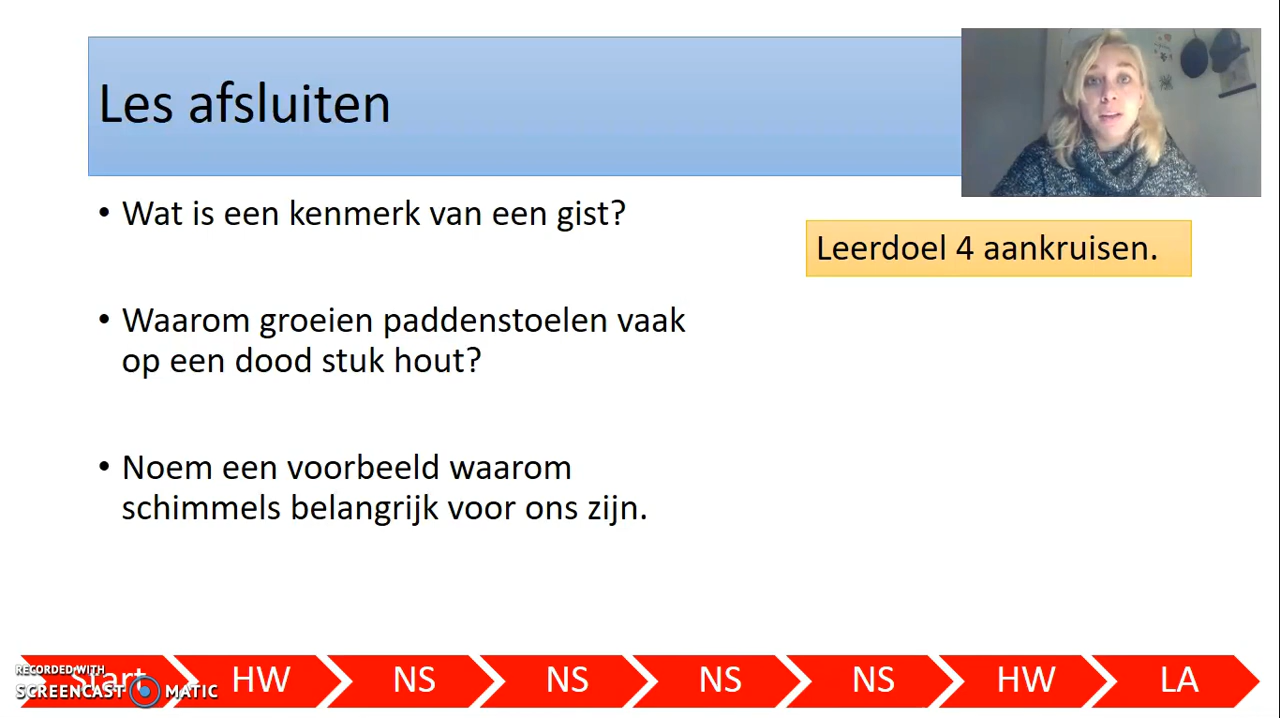 Les afsluiten
• Wat is een kenmerk van een gist?
Leerdoel 4 aankruisen.
• Waarom groeien paddenstoelen vaak
op een dood stuk hout?
• Noem een voorbeeld waarom
schimmels belangrijk voor ons zijn.
Start HW NS NS NS NS HW LA
RECORDED WITH
SCREENCAST MATIC